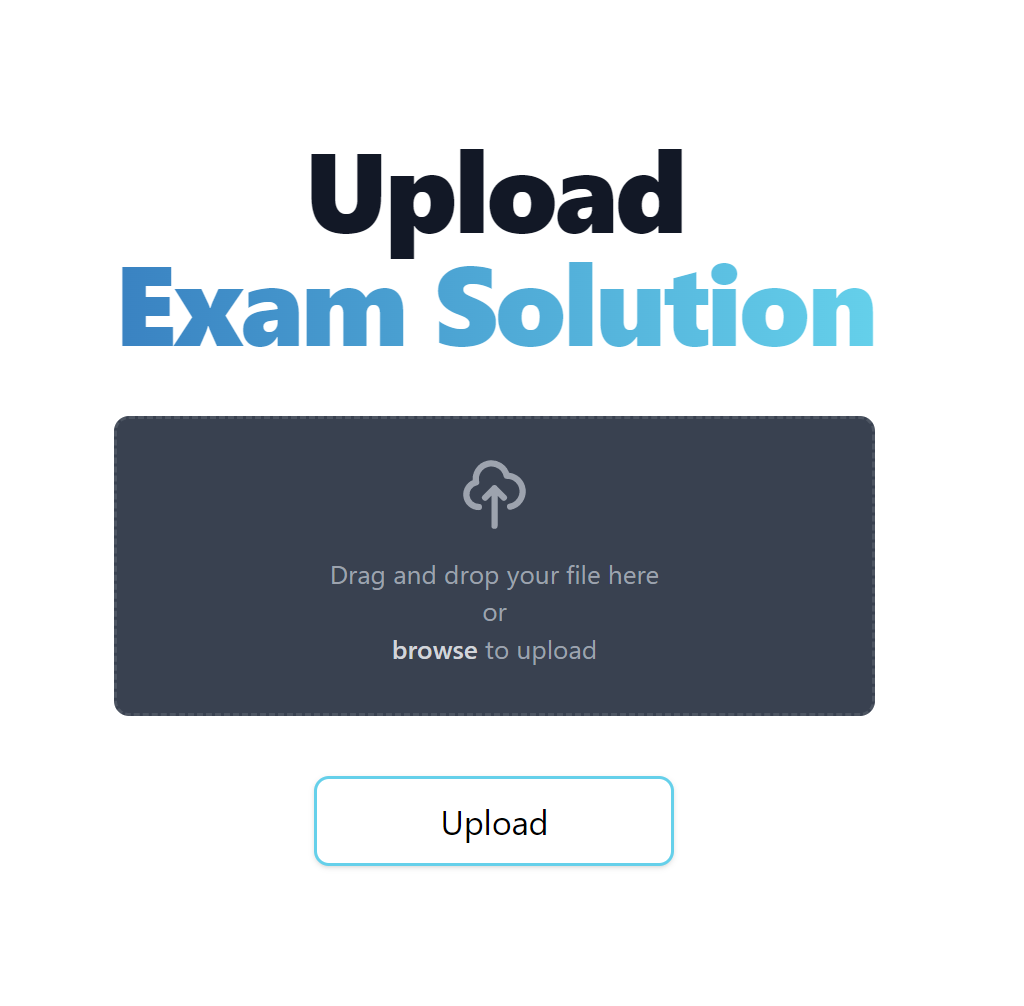 Upload
Exam Solution
Drag and drop your file here
or
browse to upload
Upload